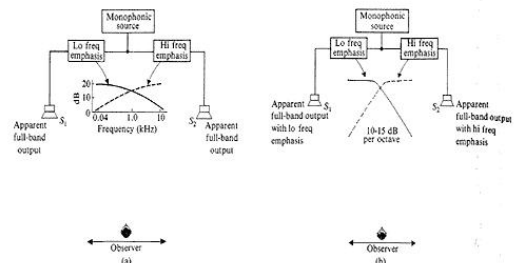 Monophonic
source
Lo freq
emphasis
Hi freq
emphasis
dB
20
10
0
0.04
1.0
10
Frequency (kHz)
S1
Apparent
full-band
output
S2
Apparent
full-band
output
Observer
(a)
Monophonic
source
Lo freq
emphasis
Hi freq
emphasis
S1
Apparent
full-band output
with lo freq
emphasis
10-15 dB
per octave
S2
Apparent
full-band output
with hi freq
emphasis
Observer
(b)